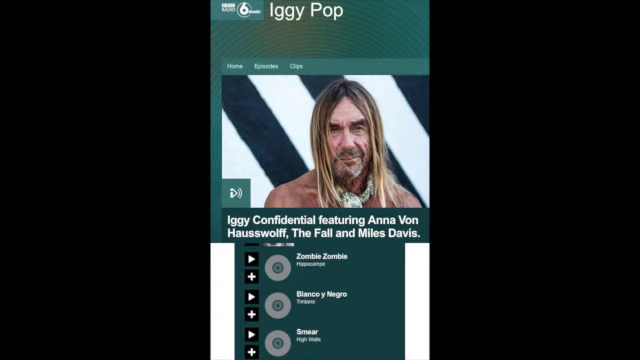 BBC
RADIO
6
MUSIC
Iggy Pop
Home Episodes Clips
Iggy Confidential featuring Anna Von
Hausswolff, The Fall and Miles Davis.
Zombie Zombie
Hippocampe
Blanco y Negro
Timbero
Smear
High Walls